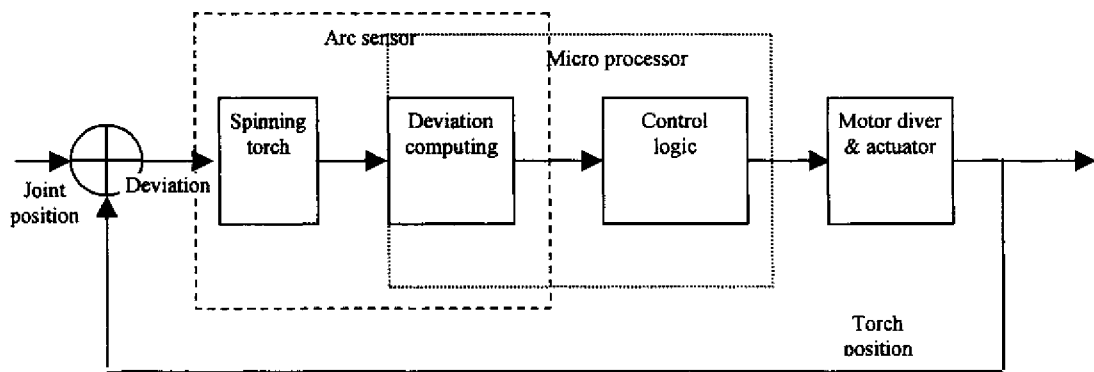 Arc sensor
Micro processor
Spinning
torch
Deviation
computing
Control
logic
Motor diver
& actuator
Joint
position
Deviation
Torch
position